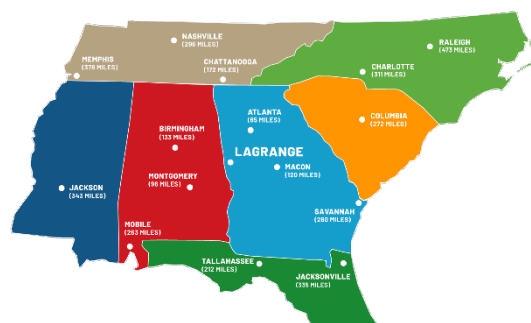 NASHVILLE
(296 MILES)
RALEIGH
(473 MILES)
MEMPHIS
(378 MILES)
CHATTANOOGA
(172 MILES)
CHARLOTTE
(311 MILES)
ATLANTA
(65 MILES)
COLUMBIA
(272 MILES)
BIRMINGHAM
(133 MILES)
LAGRANGE
MACON
(120 MILES)
MONTGOMERY
(96 MILES)
JACKSON
(343 MILES)
SAVANNAH
(260 MILES)
MOBILE
(263 MILES)
TALLAHASSEE
(212 MILES)
JACKSONVILLE
(335 MILES)